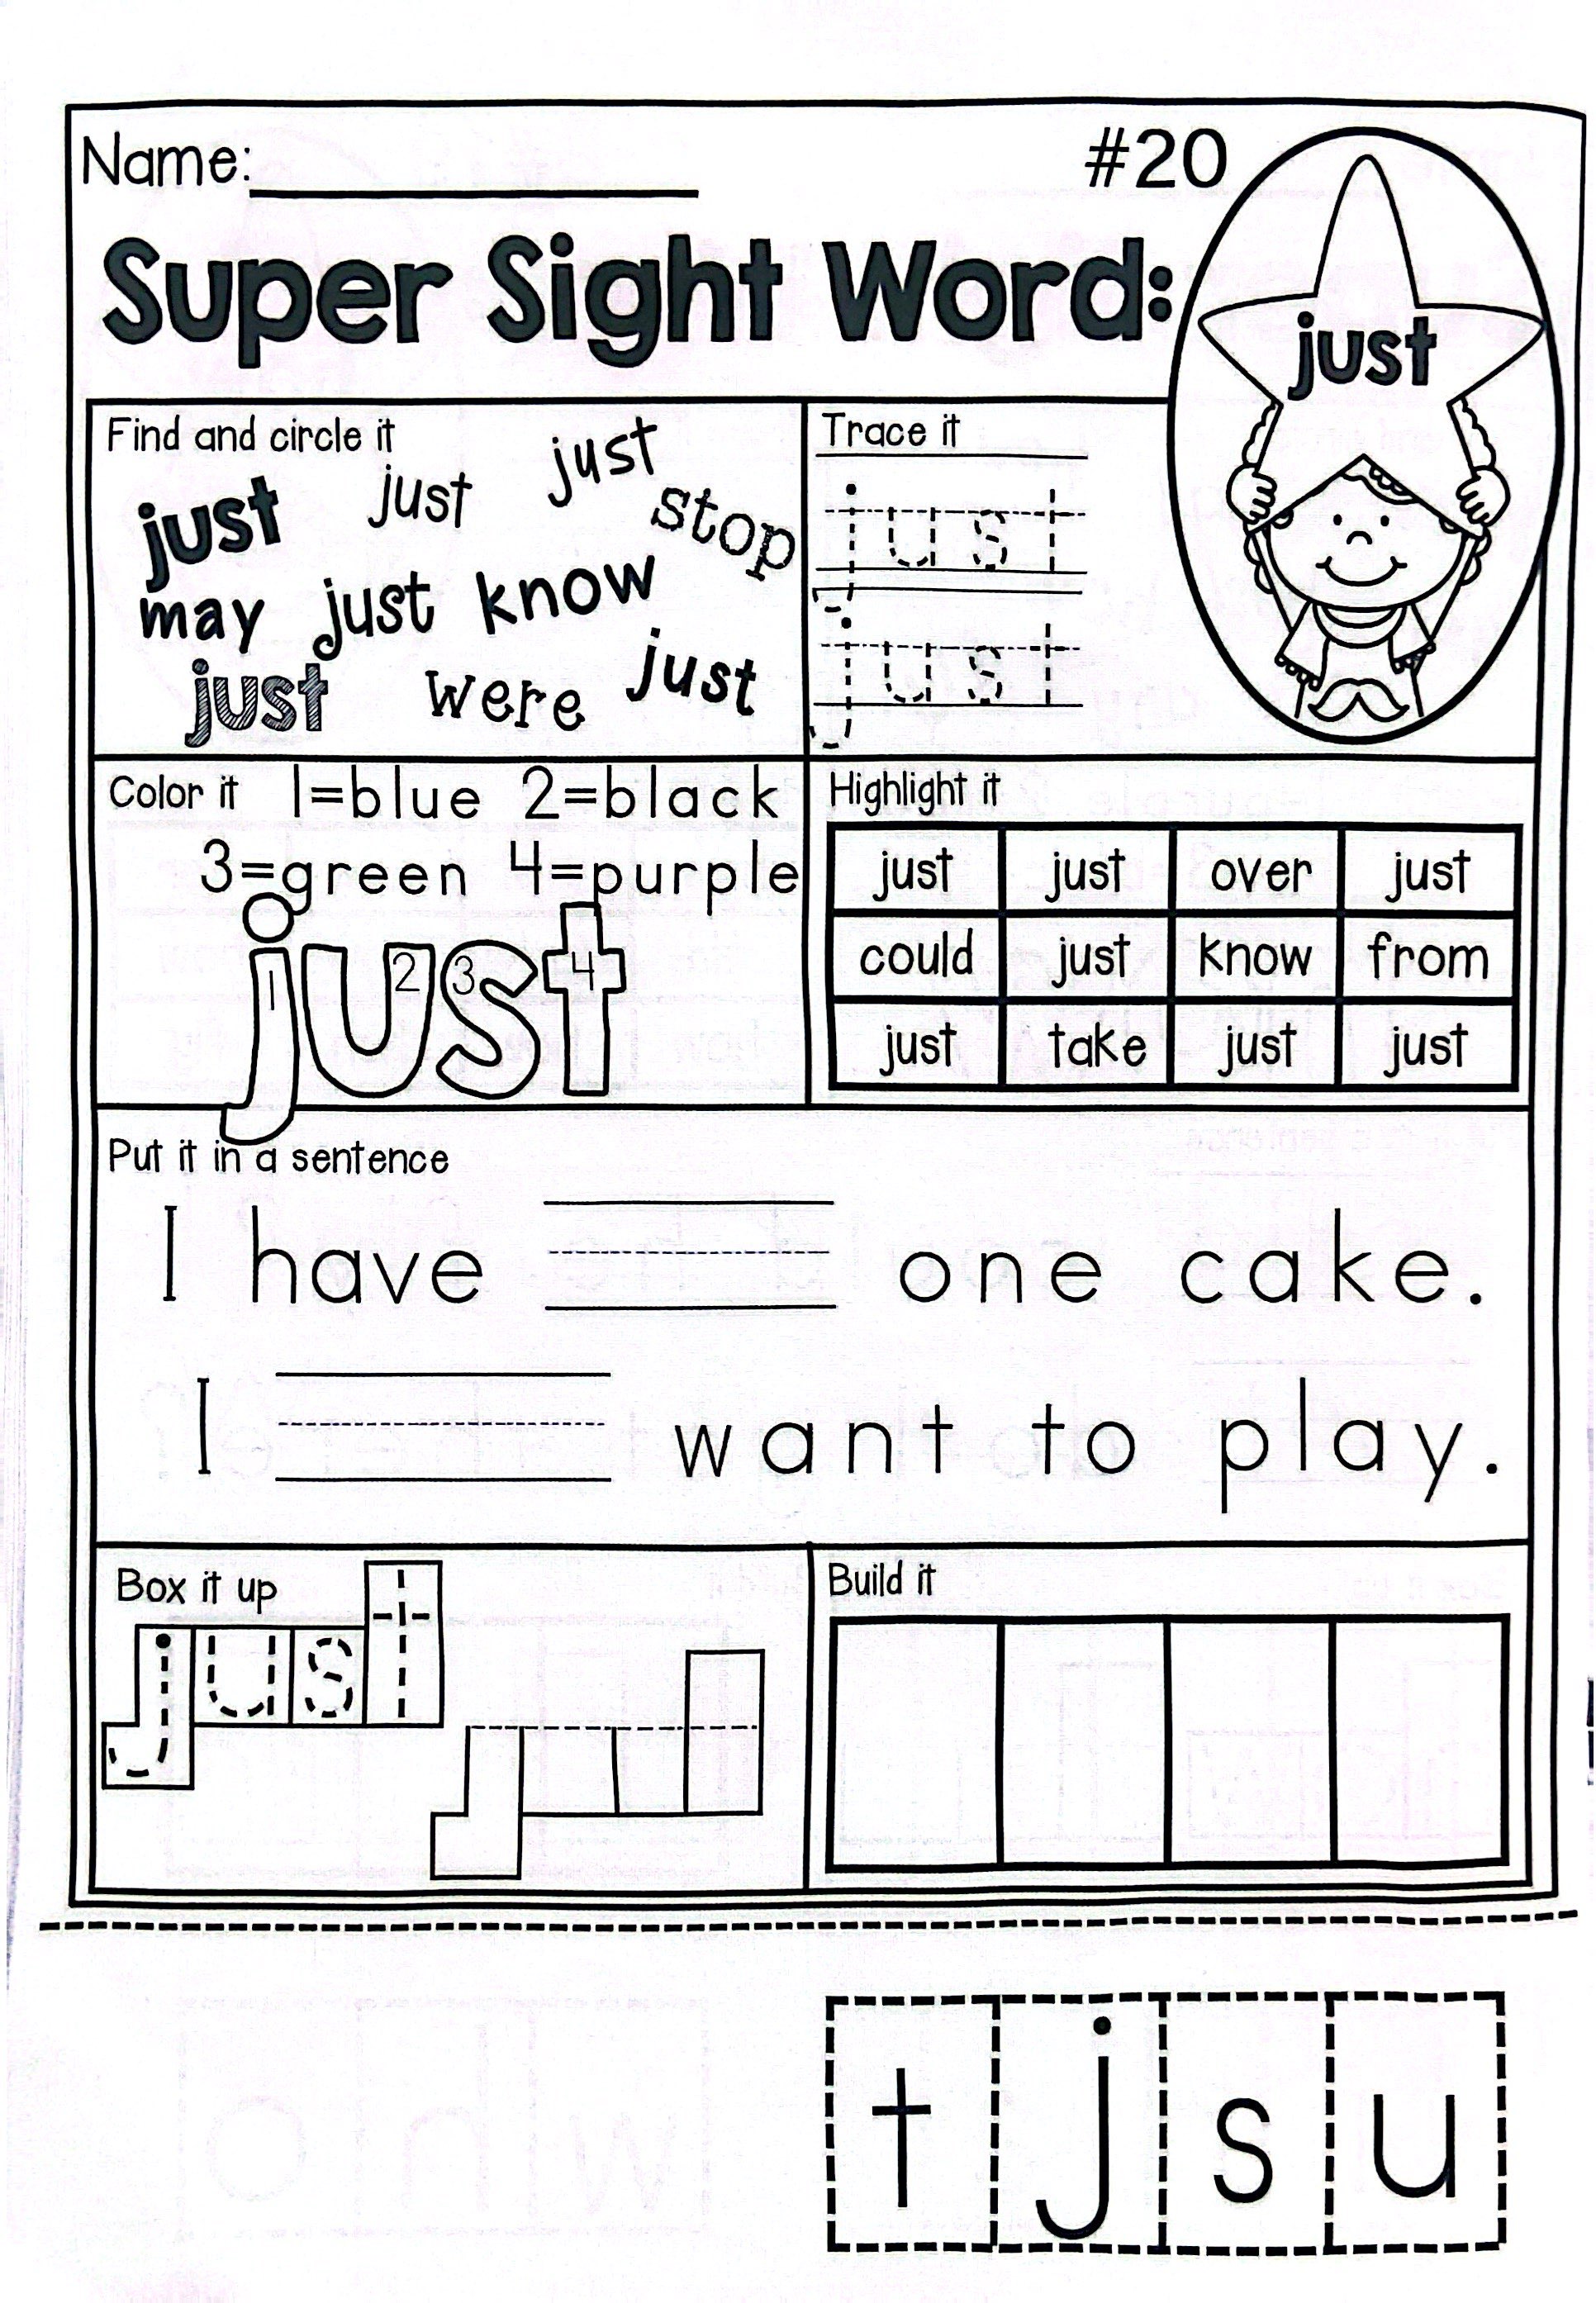 Name:
#20
Super Sight Word:
just
Find and circle it
just just just stop
may just know
just were just
Trace it
just
just
Color it 1=blue 2=black
3=green 4=purple
just
1 2 3 4
Highlight it
just just over just
could just know from
just take just just
Put it in a sentence
I have one cake.
I want to play.
Box it up
just
Build it
t j s u